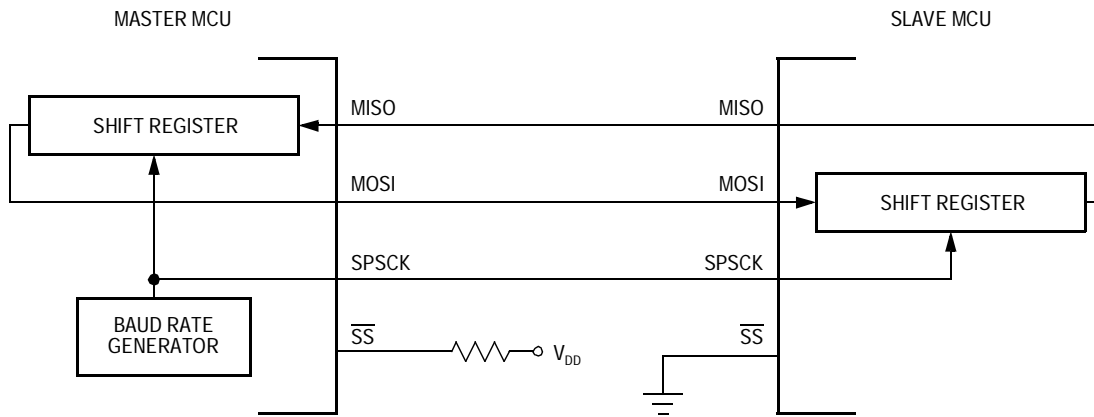 MASTER MCU
SLAVE MCU
SHIFT REGISTER
MISO
MISO
MOSI
MOSI
SHIFT REGISTER
SPSCK
SPSCK
BAUD RATE
GENERATOR
SS
VDD
SS